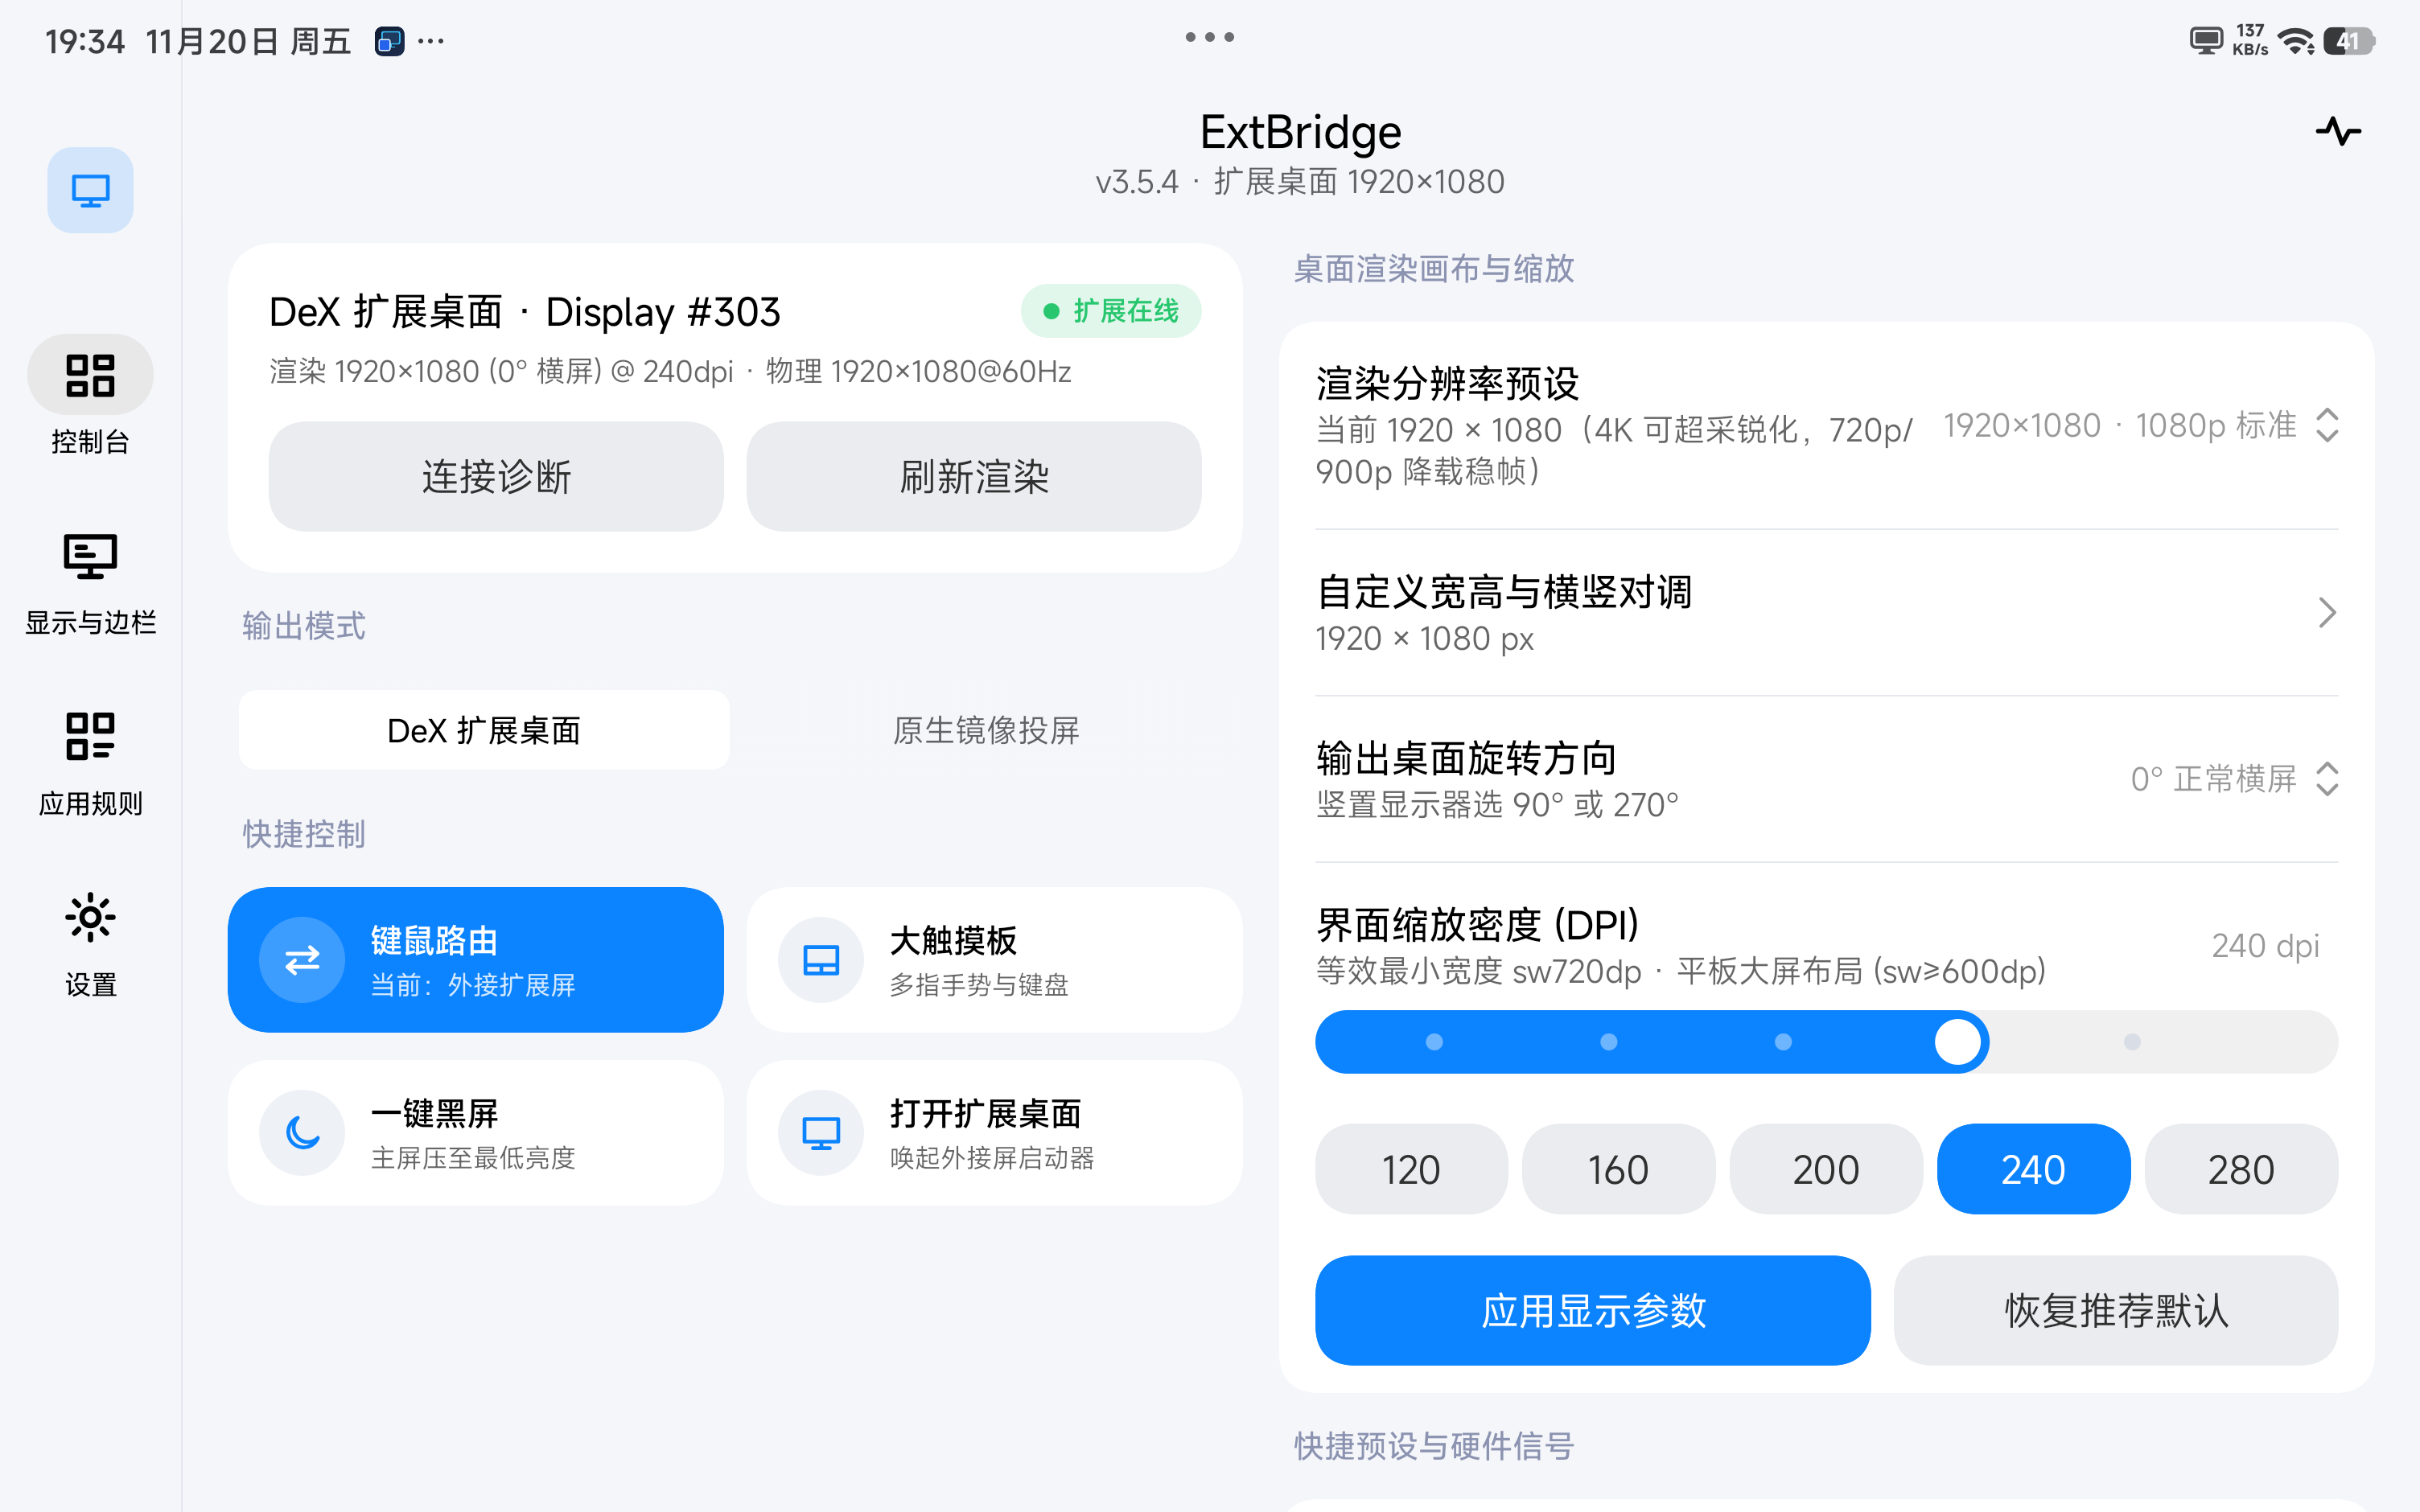 19:34 11月20日 周五 ···
137 KB/s
41
ExtBridge
v3.5.4 · 扩展桌面 1920×1080
控制台
显示与边栏
应用规则
设置
DeX 扩展桌面 · Display #303
扩展在线
渲染 1920×1080 (0° 横屏) @ 240dpi · 物理 1920×1080@60Hz
连接诊断
刷新渲染
输出模式
DeX 扩展桌面
原生镜像投屏
快捷控制
键鼠路由
当前：外接扩展屏
大触摸板
多指手势与键盘
一键黑屏
主屏压至最低亮度
打开扩展桌面
唤起外接屏启动器
桌面渲染画布与缩放
渲染分辨率预设
当前 1920 × 1080（4K 可超采锐化，720p/
900p 降载稳帧）
1920×1080 · 1080p 标准
自定义宽高与横竖对调
1920 × 1080 px
输出桌面旋转方向
竖置显示器选 90° 或 270°
0° 正常横屏
界面缩放密度 (DPI)
等效最小宽度 sw720dp · 平板大屏布局 (sw≥600dp)
240 dpi
120
160
200
240
280
应用显示参数
恢复推荐默认
快捷预设与硬件信号